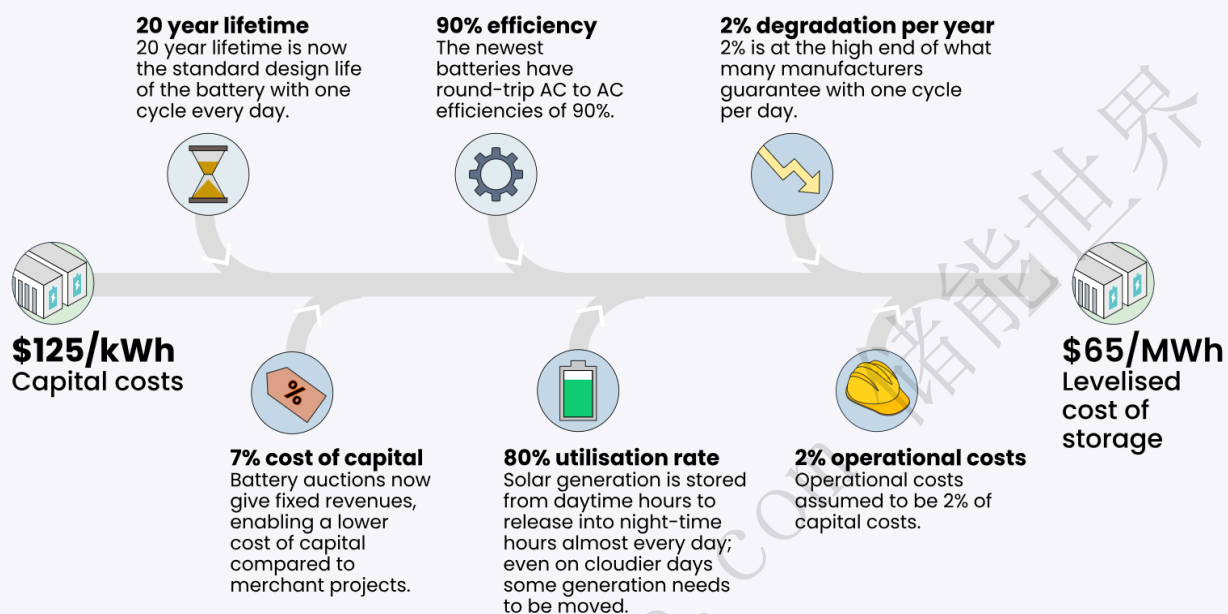 20 year lifetime
20 year lifetime is now
the standard design life
of the battery with one
cycle every day.
90% efficiency
The newest
batteries have
round-trip AC to AC
efficiencies of 90%.
2% degradation per year
2% is at the high end of what
many manufacturers
guarantee with one cycle
per day.
$125/kWh
Capital costs
%
7% cost of capital
Battery auctions now
give fixed revenues,
enabling a lower
cost of capital
compared to
merchant projects.
80% utilisation rate
Solar generation is stored
from daytime hours to
release into night-time
hours almost every day;
even on cloudier days
some generation needs
to be moved.
2% operational costs
Operational costs
assumed to be 2% of
capital costs.
$65/MWh
Levelised
cost of
storage
.com 储能世界